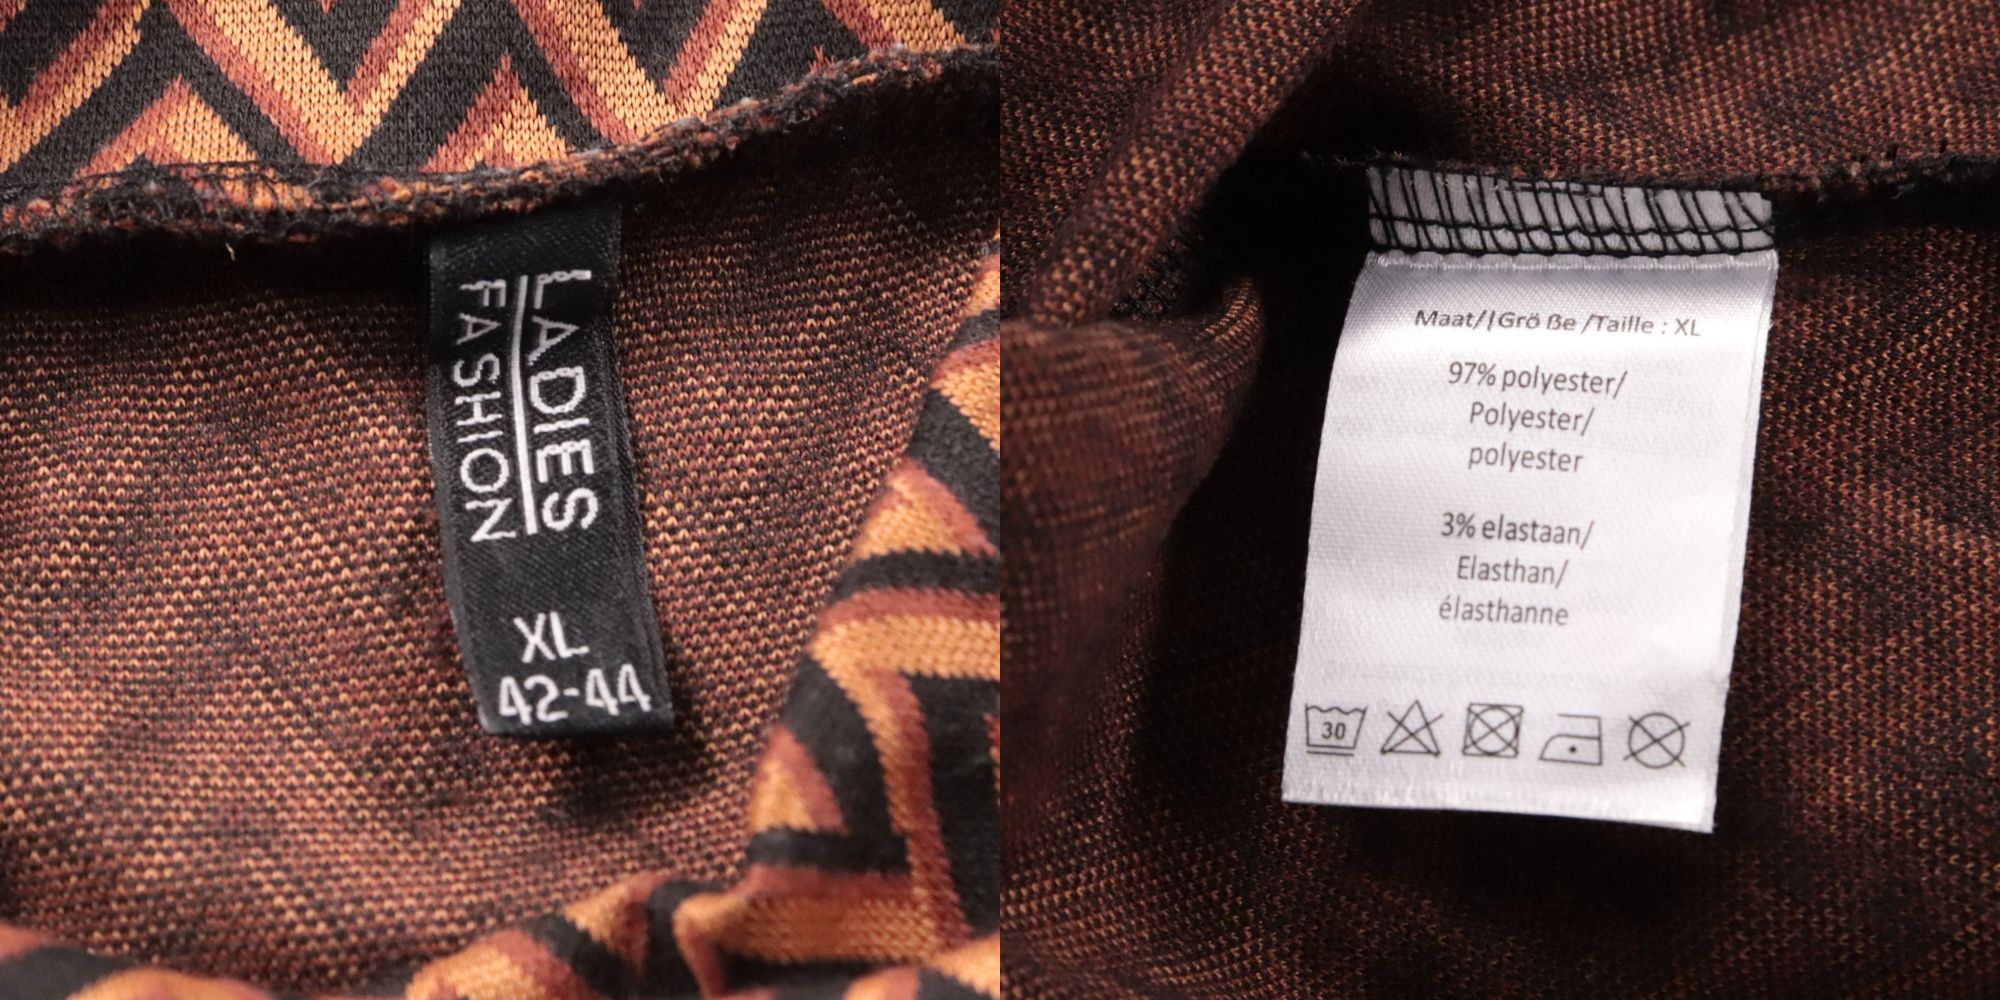 LADIES
FASHION
XL
42-44
Maat/|Grö ße /Taille : XL
97% polyester/
Polyester/
polyester
3% elastaan/
Elasthan/
élasthanne
30